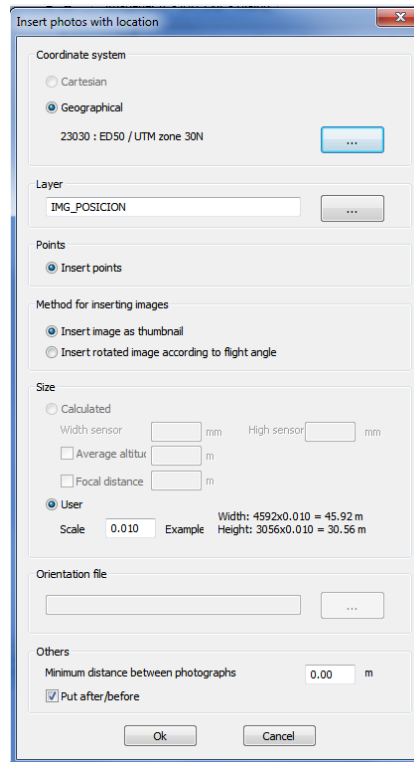 Insert photos with location
Coordinate system
Cartesian
Geographical
23030 : ED50 / UTM zone 30N
...
Layer
IMG_POSICION
...
Points
Insert points
Method for inserting images
Insert image as thumbnail
Insert rotated image according to flight angle
Size
Calculated
Width sensor mm High sensor mm
Average altituc m
Focal distance m
User
Width: 4592x0.010 = 45.92 m
Scale 0.010 Example Height: 3056x0.010 = 30.56 m
Orientation file
...
Others
Minimum distance between photographs 0.00 m
Put after/before
Ok Cancel